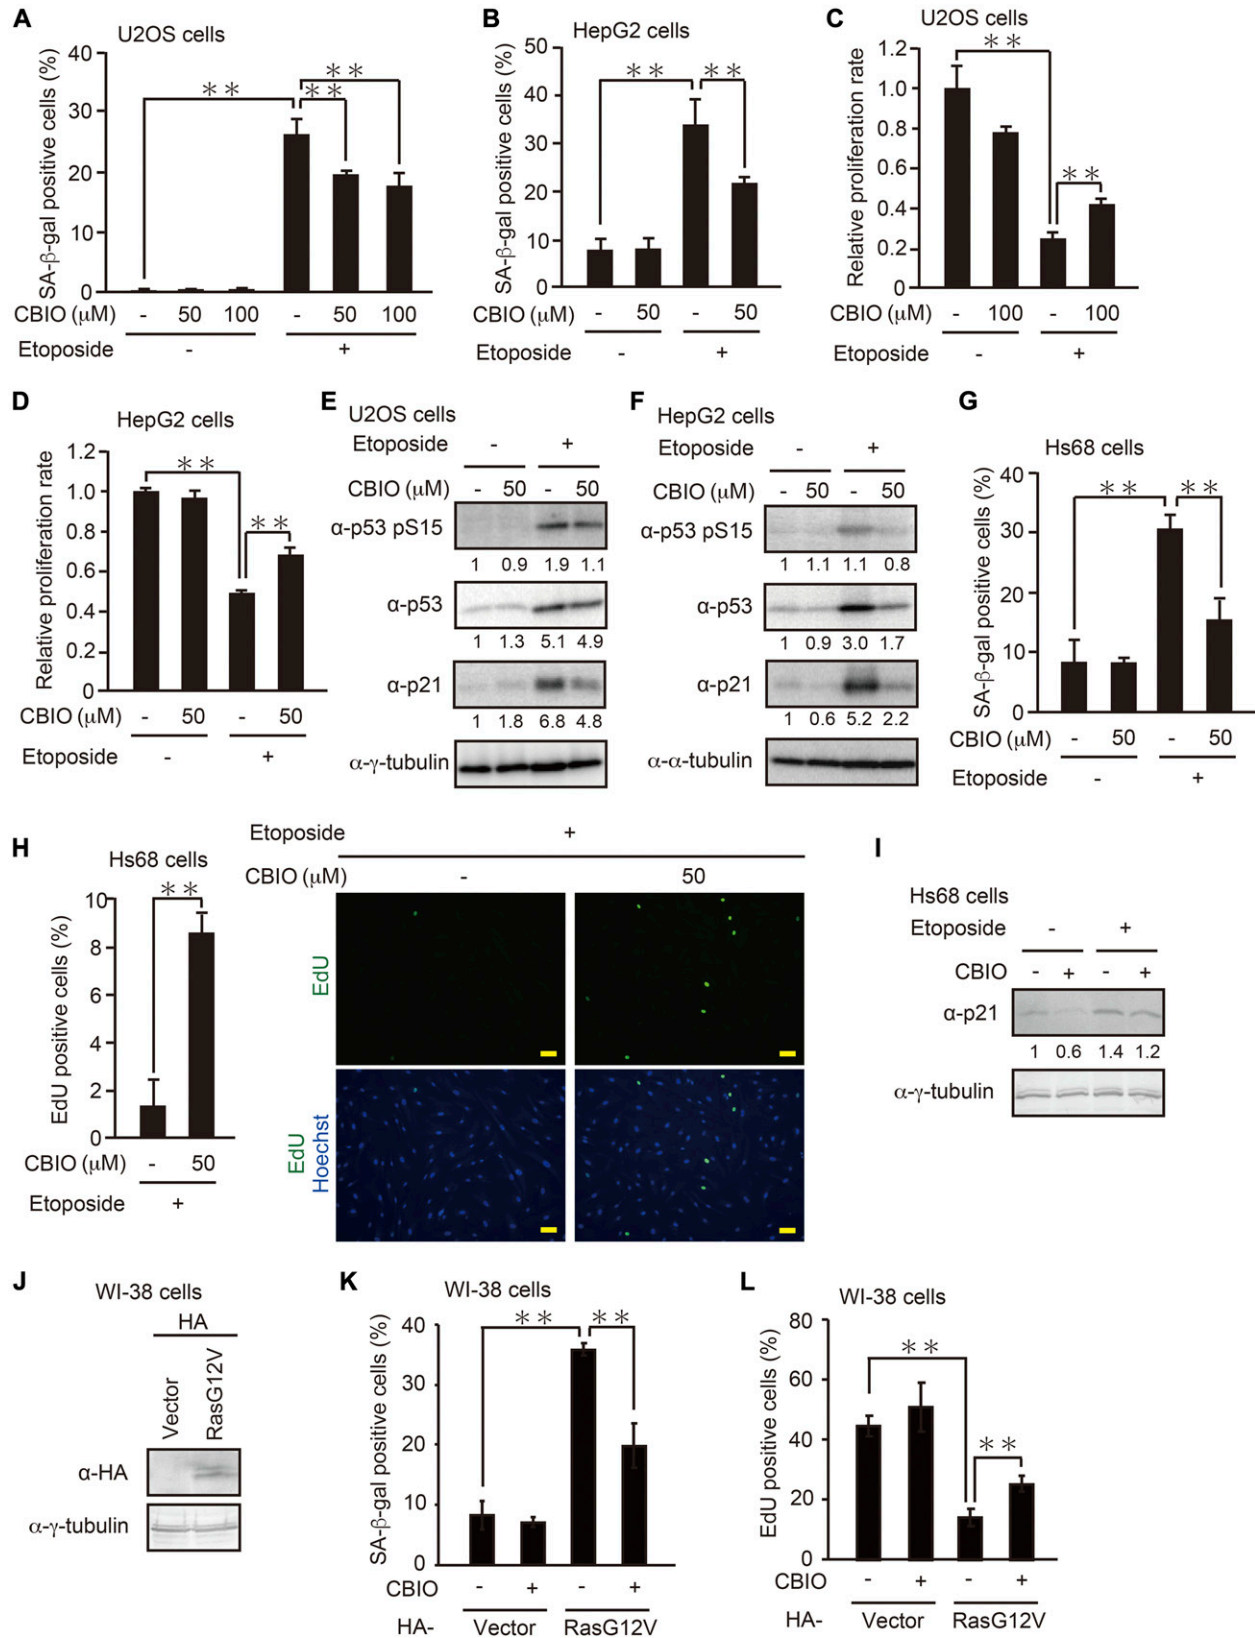 A
U2OS cells
SA-β-gal positive cells (%)
40
30
20
10
0
** ** **
CBIO (μM) - 50 100 - 50 100
Etoposide - +
B
HepG2 cells
SA-β-gal positive cells (%)
50
40
30
20
10
0
** **
CBIO (μM) - 50 - 50
Etoposide - +
C
U2OS cells
Relative proliferation rate
1.2
1.0
0.8
0.6
0.4
0.2
0
** **
CBIO (μM) - 100 - 100
Etoposide - +
D
HepG2 cells
Relative proliferation rate
1.2
1.0
0.8
0.6
0.4
0.2
0
** **
CBIO (μM) - 50 - 50
Etoposide - +
E
U2OS cells
Etoposide - +
CBIO (μM) - 50 - 50
α-p53 pS15
1 0.9 1.9 1.1
α-p53
1 1.3 5.1 4.9
α-p21
1 1.8 6.8 4.8
α-γ-tubulin
F
HepG2 cells
Etoposide - +
CBIO (μM) - 50 - 50
α-p53 pS15
1 1.1 1.1 0.8
α-p53
1 0.9 3.0 1.7
α-p21
1 0.6 5.2 2.2
α-α-tubulin
G
Hs68 cells
SA-β-gal positive cells (%)
40
30
20
10
0
** **
CBIO (μM) - 50 - 50
Etoposide - +
H
Hs68 cells
EdU positive cells (%)
10
8
6
4
2
0
**
CBIO (μM) - 50
Etoposide +
Etoposide +
CBIO (μM) - 50
EdU
EdU
Hoechst
I
Hs68 cells
Etoposide - +
CBIO - + - +
α-p21
1 0.6 1.4 1.2
α-γ-tubulin
J
WI-38 cells
HA
Vector
RasG12V
α-HA
α-γ-tubulin
K
WI-38 cells
SA-β-gal positive cells (%)
40
30
20
10
0
** **
CBIO - + - +
HA- Vector RasG12V
L
WI-38 cells
EdU positive cells (%)
80
60
40
20
0
** **
CBIO - + - +
HA- Vector RasG12V